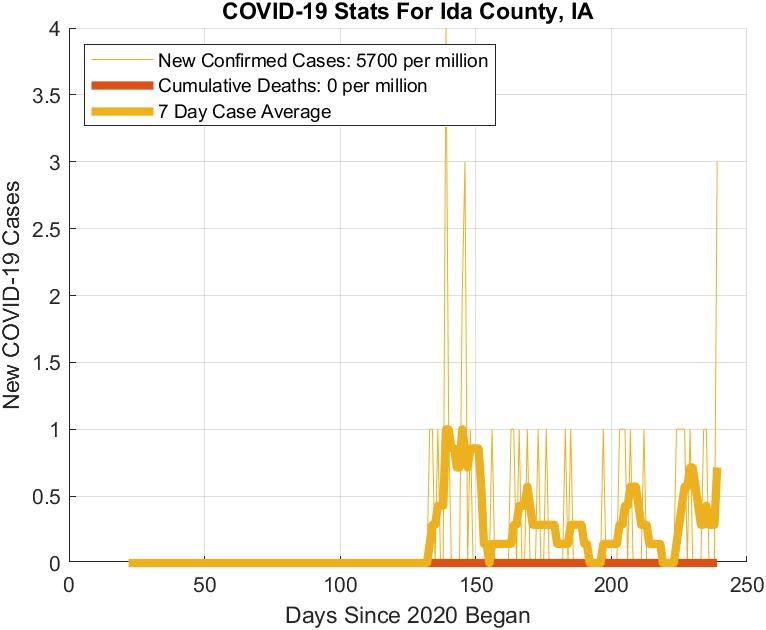 COVID-19 Stats For Ida County, IA
New Confirmed Cases: 5700 per million
Cumulative Deaths: 0 per million
7 Day Case Average
New COVID-19 Cases
4
3.5
3
2.5
2
1.5
1
0.5
0
0 50 100 150 200 250
Days Since 2020 Began